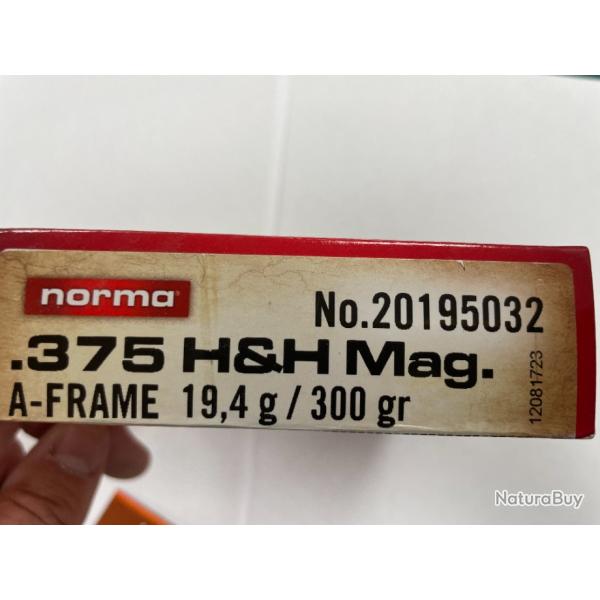 norma
No.20195032
.375 H&H Mag.
A-FRAME 19,4 g / 300 gr
12081723
NaturaBuy